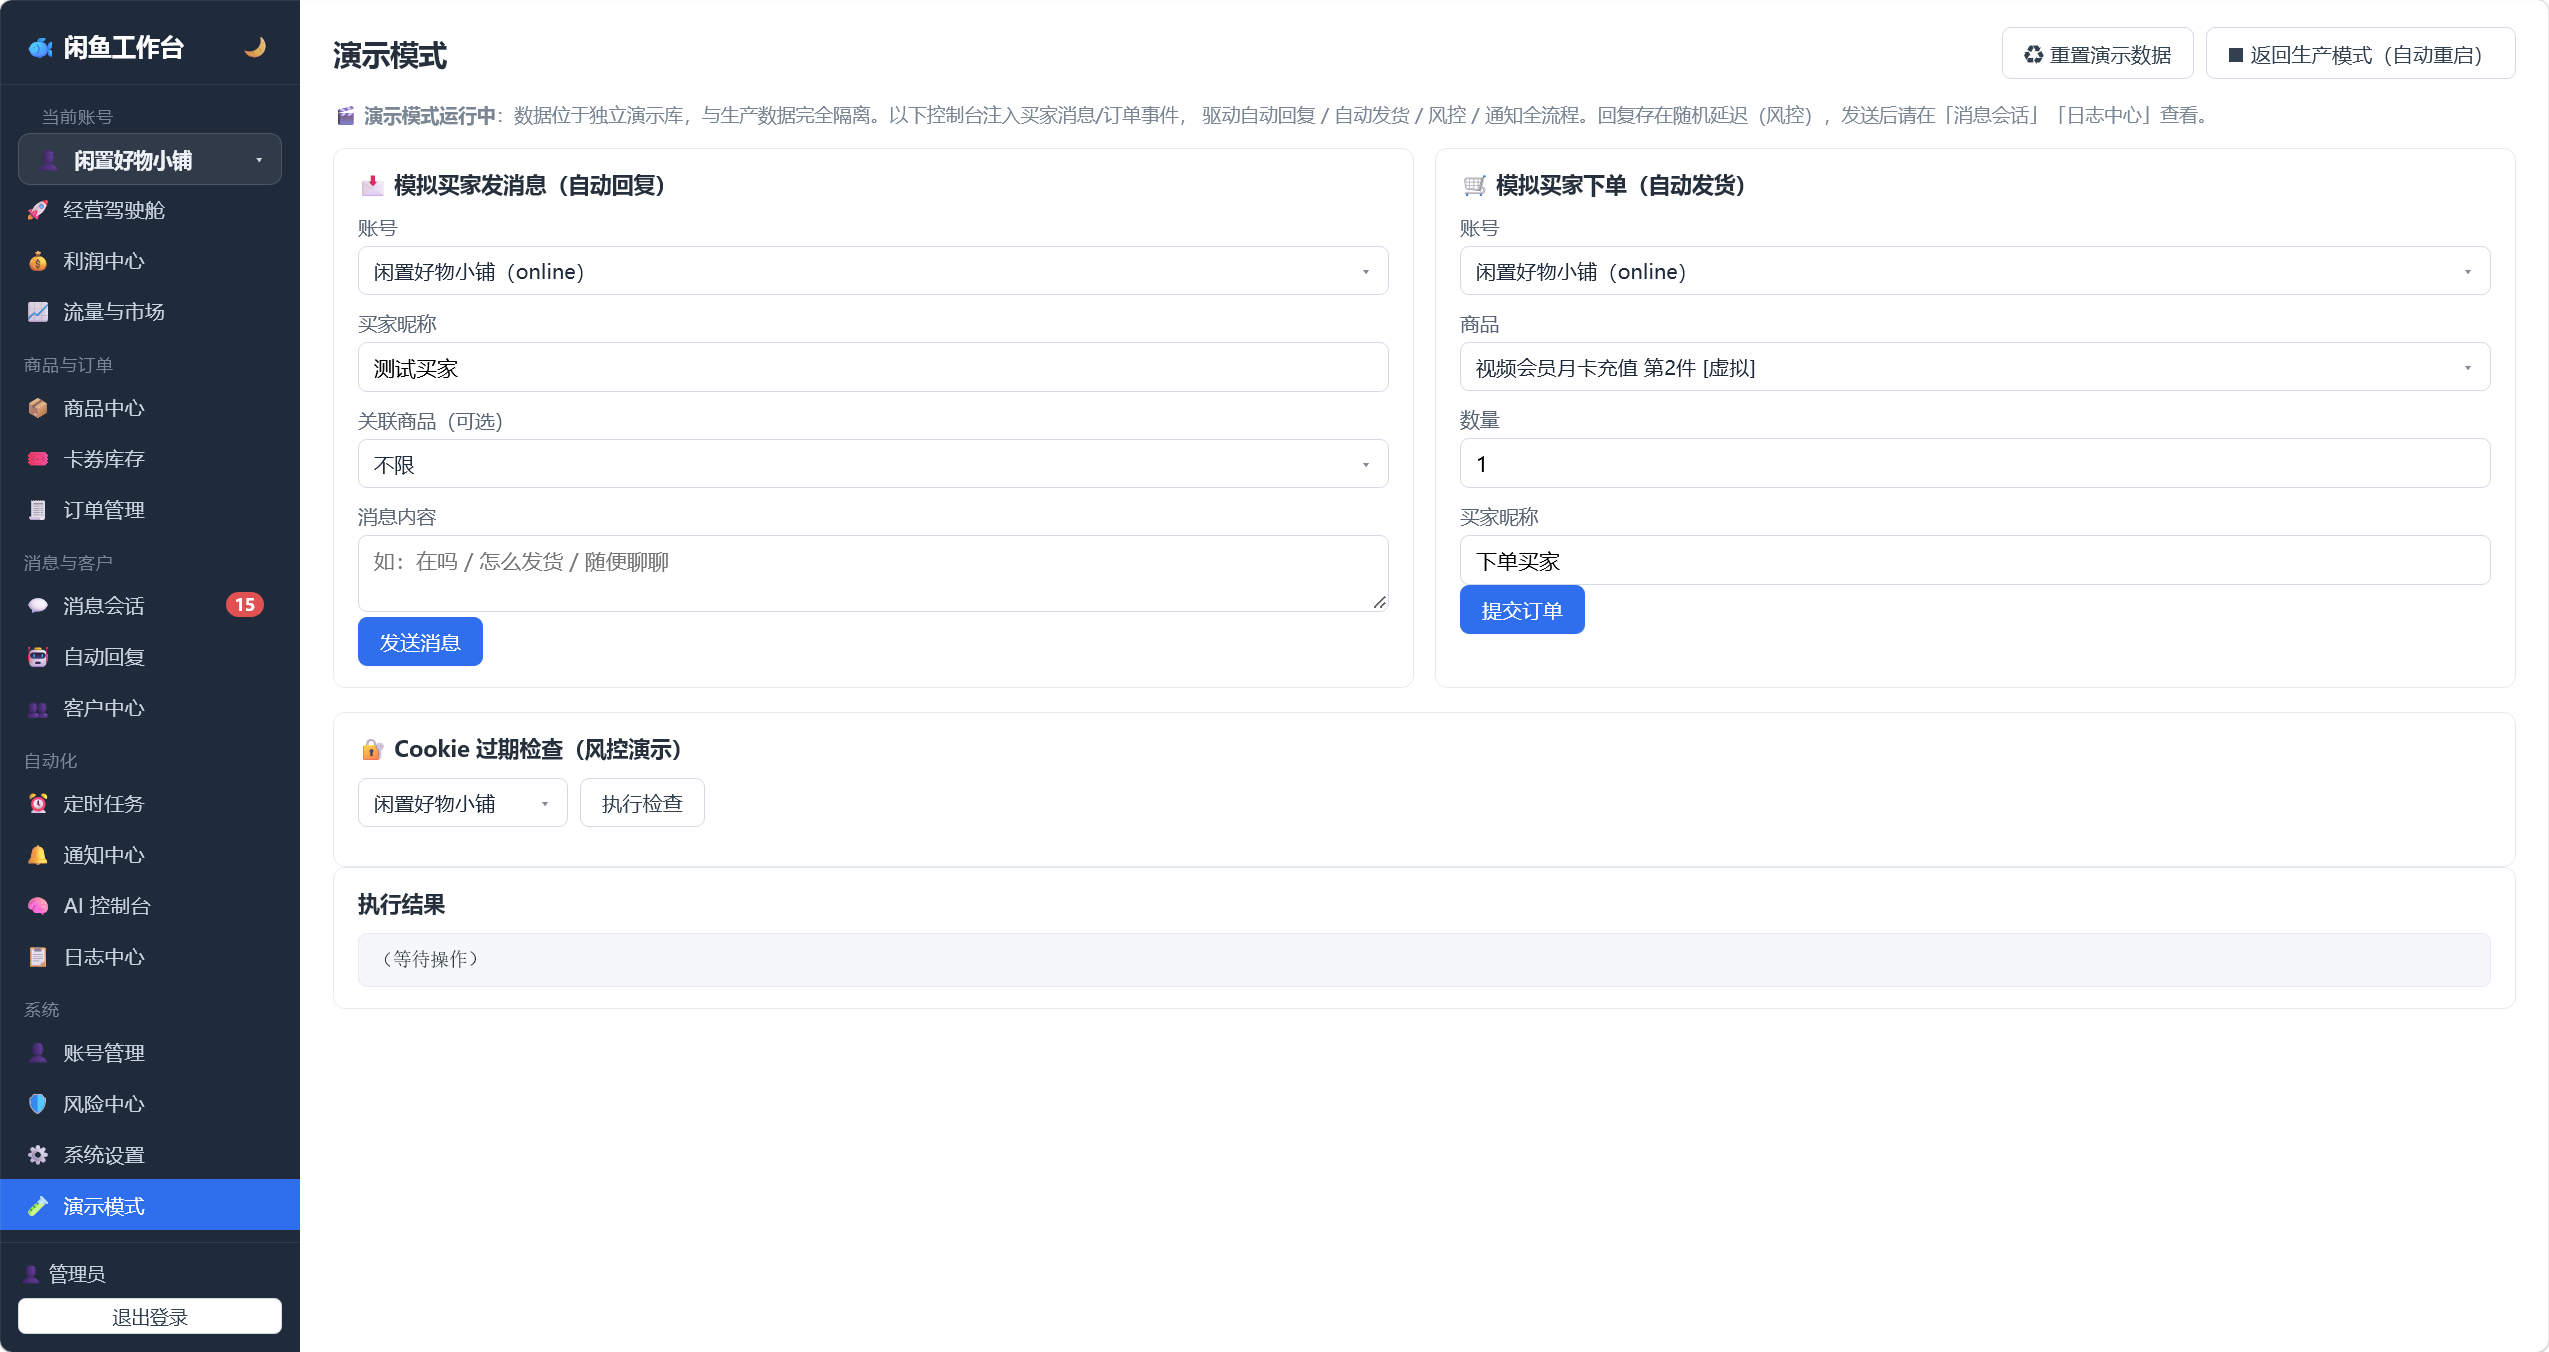 闲鱼工作台
当前账号
闲置好物小铺
经营驾驶舱
利润中心
流量与市场
商品与订单
商品中心
卡券库存
订单管理
消息与客户
消息会话 15
自动回复
客户中心
自动化
定时任务
通知中心
AI 控制台
日志中心
系统
账号管理
风险中心
系统设置
演示模式
管理员
退出登录
演示模式
重置演示数据
返回生产模式（自动重启）
演示模式运行中：数据位于独立演示库，与生产数据完全隔离。以下控制台注入买家消息/订单事件， 驱动自动回复 / 自动发货 / 风控 / 通知全流程。回复存在随机延迟（风控），发送后请在「消息会话」「日志中心」查看。
模拟买家发消息（自动回复）
账号
闲置好物小铺（online）
买家昵称
测试买家
关联商品（可选）
不限
消息内容
如：在吗 / 怎么发货 / 随便聊聊
发送消息
模拟买家下单（自动发货）
账号
闲置好物小铺（online）
商品
视频会员月卡充值 第2件 [虚拟]
数量
1
买家昵称
下单买家
提交订单
Cookie 过期检查（风控演示）
闲置好物小铺
执行检查
执行结果
（等待操作）